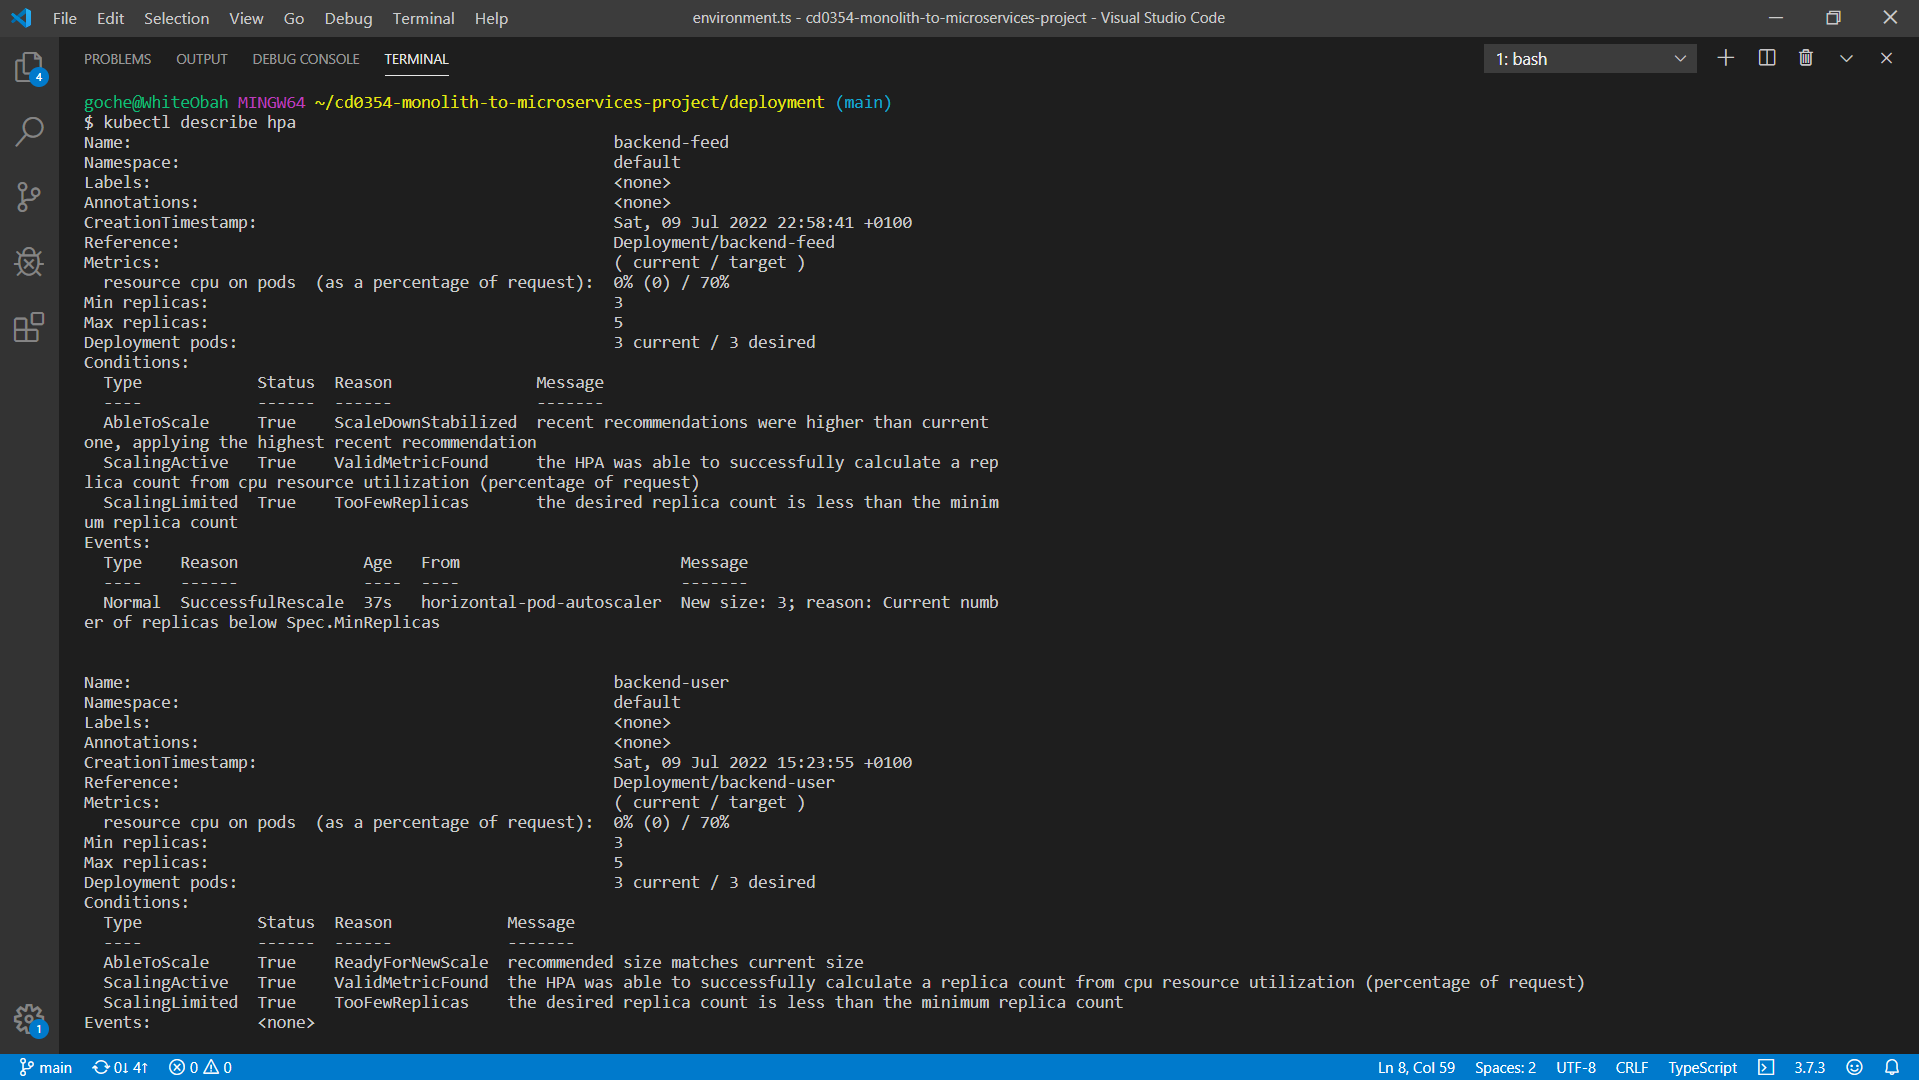 File Edit Selection View Go Debug Terminal Help environment.ts - cd0354-monolith-to-microservices-project - Visual Studio Code
4
PROBLEMS OUTPUT DEBUG CONSOLE TERMINAL 1: bash
goche@WhiteObah MINGW64 ~/cd0354-monolith-to-microservices-project/deployment (main)
$ kubectl describe hpa
Name: backend-feed
Namespace: default
Labels: <none>
Annotations: <none>
CreationTimestamp: Sat, 09 Jul 2022 22:58:41 +0100
Reference: Deployment/backend-feed
Metrics: ( current / target )
resource cpu on pods (as a percentage of request): 0% (0) / 70%
Min replicas: 3
Max replicas: 5
Deployment pods: 3 current / 3 desired
Conditions:
Type Status Reason Message
---- ------ ------ -------
AbleToScale True ScaleDownStabilized recent recommendations were higher than current
one, applying the highest recent recommendation
ScalingActive True ValidMetricFound the HPA was able to successfully calculate a rep
lica count from cpu resource utilization (percentage of request)
ScalingLimited True TooFewReplicas the desired replica count is less than the minim
um replica count
Events:
Type Reason Age From Message
---- ------ ---- ---- -------
Normal SuccessfulRescale 37s horizontal-pod-autoscaler New size: 3; reason: Current numb
er of replicas below Spec.MinReplicas
Name: backend-user
Namespace: default
Labels: <none>
Annotations: <none>
CreationTimestamp: Sat, 09 Jul 2022 15:23:55 +0100
Reference: Deployment/backend-user
Metrics: ( current / target )
resource cpu on pods (as a percentage of request): 0% (0) / 70%
Min replicas: 3
Max replicas: 5
Deployment pods: 3 current / 3 desired
Conditions:
Type Status Reason Message
---- ------ ------ -------
AbleToScale True ReadyForNewScale recommended size matches current size
ScalingActive True ValidMetricFound the HPA was able to successfully calculate a replica count from cpu resource utilization (percentage of request)
ScalingLimited True TooFewReplicas the desired replica count is less than the minimum replica count
Events: <none>
1
main 0↓ 4↑ 0 0 Ln 8, Col 59 Spaces: 2 UTF-8 CRLF TypeScript 3.7.3